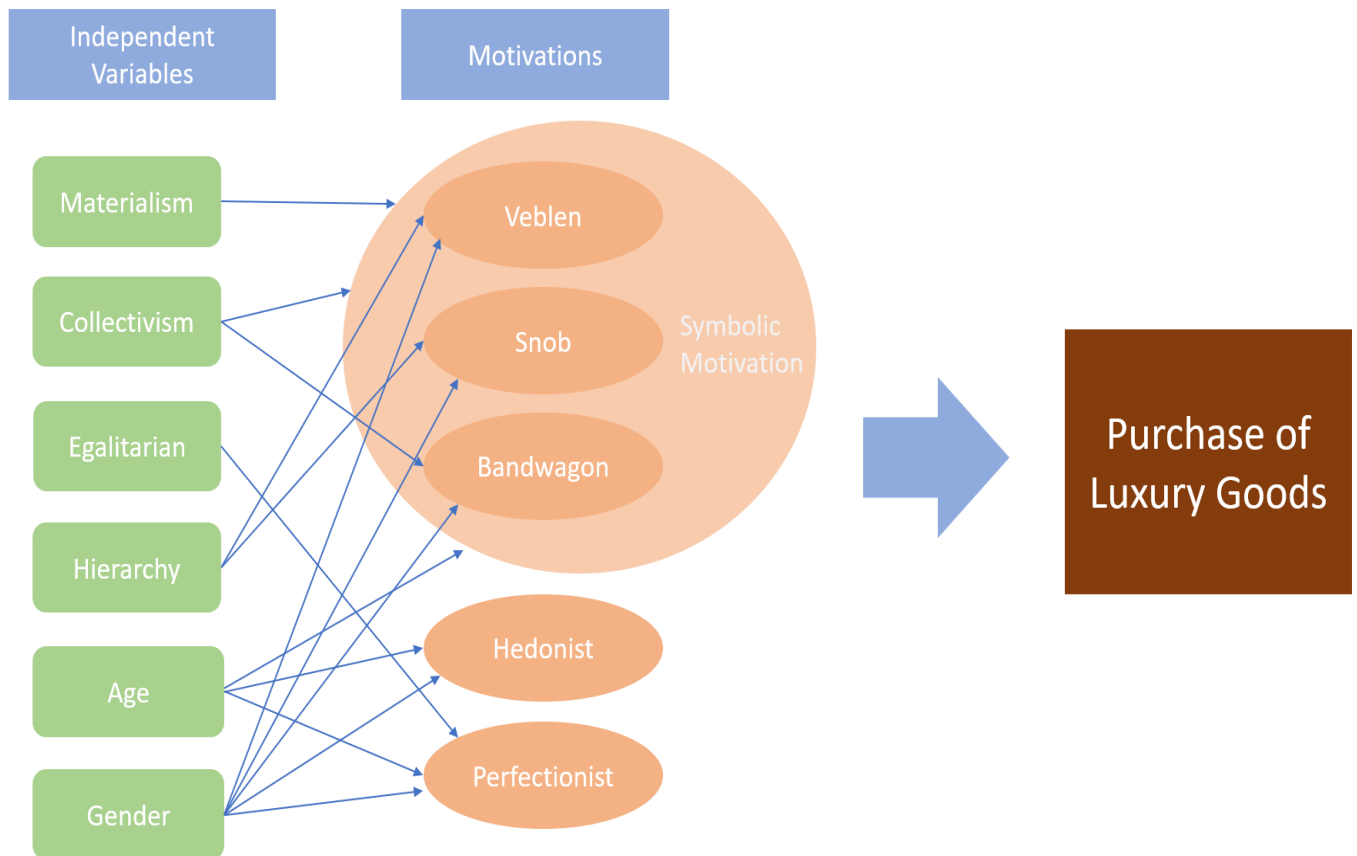 Independent
Variables
Motivations
Materialism
Collectivism
Egalitarian
Hierarchy
Age
Gender
Veblen
Snob
Bandwagon
Symbolic
Motivation
Hedonist
Perfectionist
Purchase of
Luxury Goods